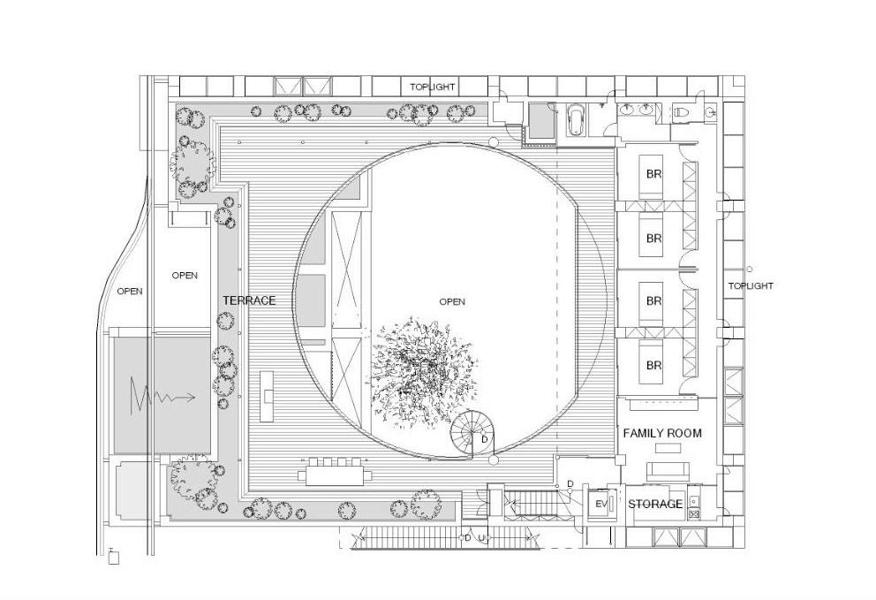 TOPLIGHT
BR
BR
OPEN
OPEN
TERRACE
OPEN
BR
TOPLIGHT
BR
FAMILY ROOM
D
D
EV
STORAGE
D U